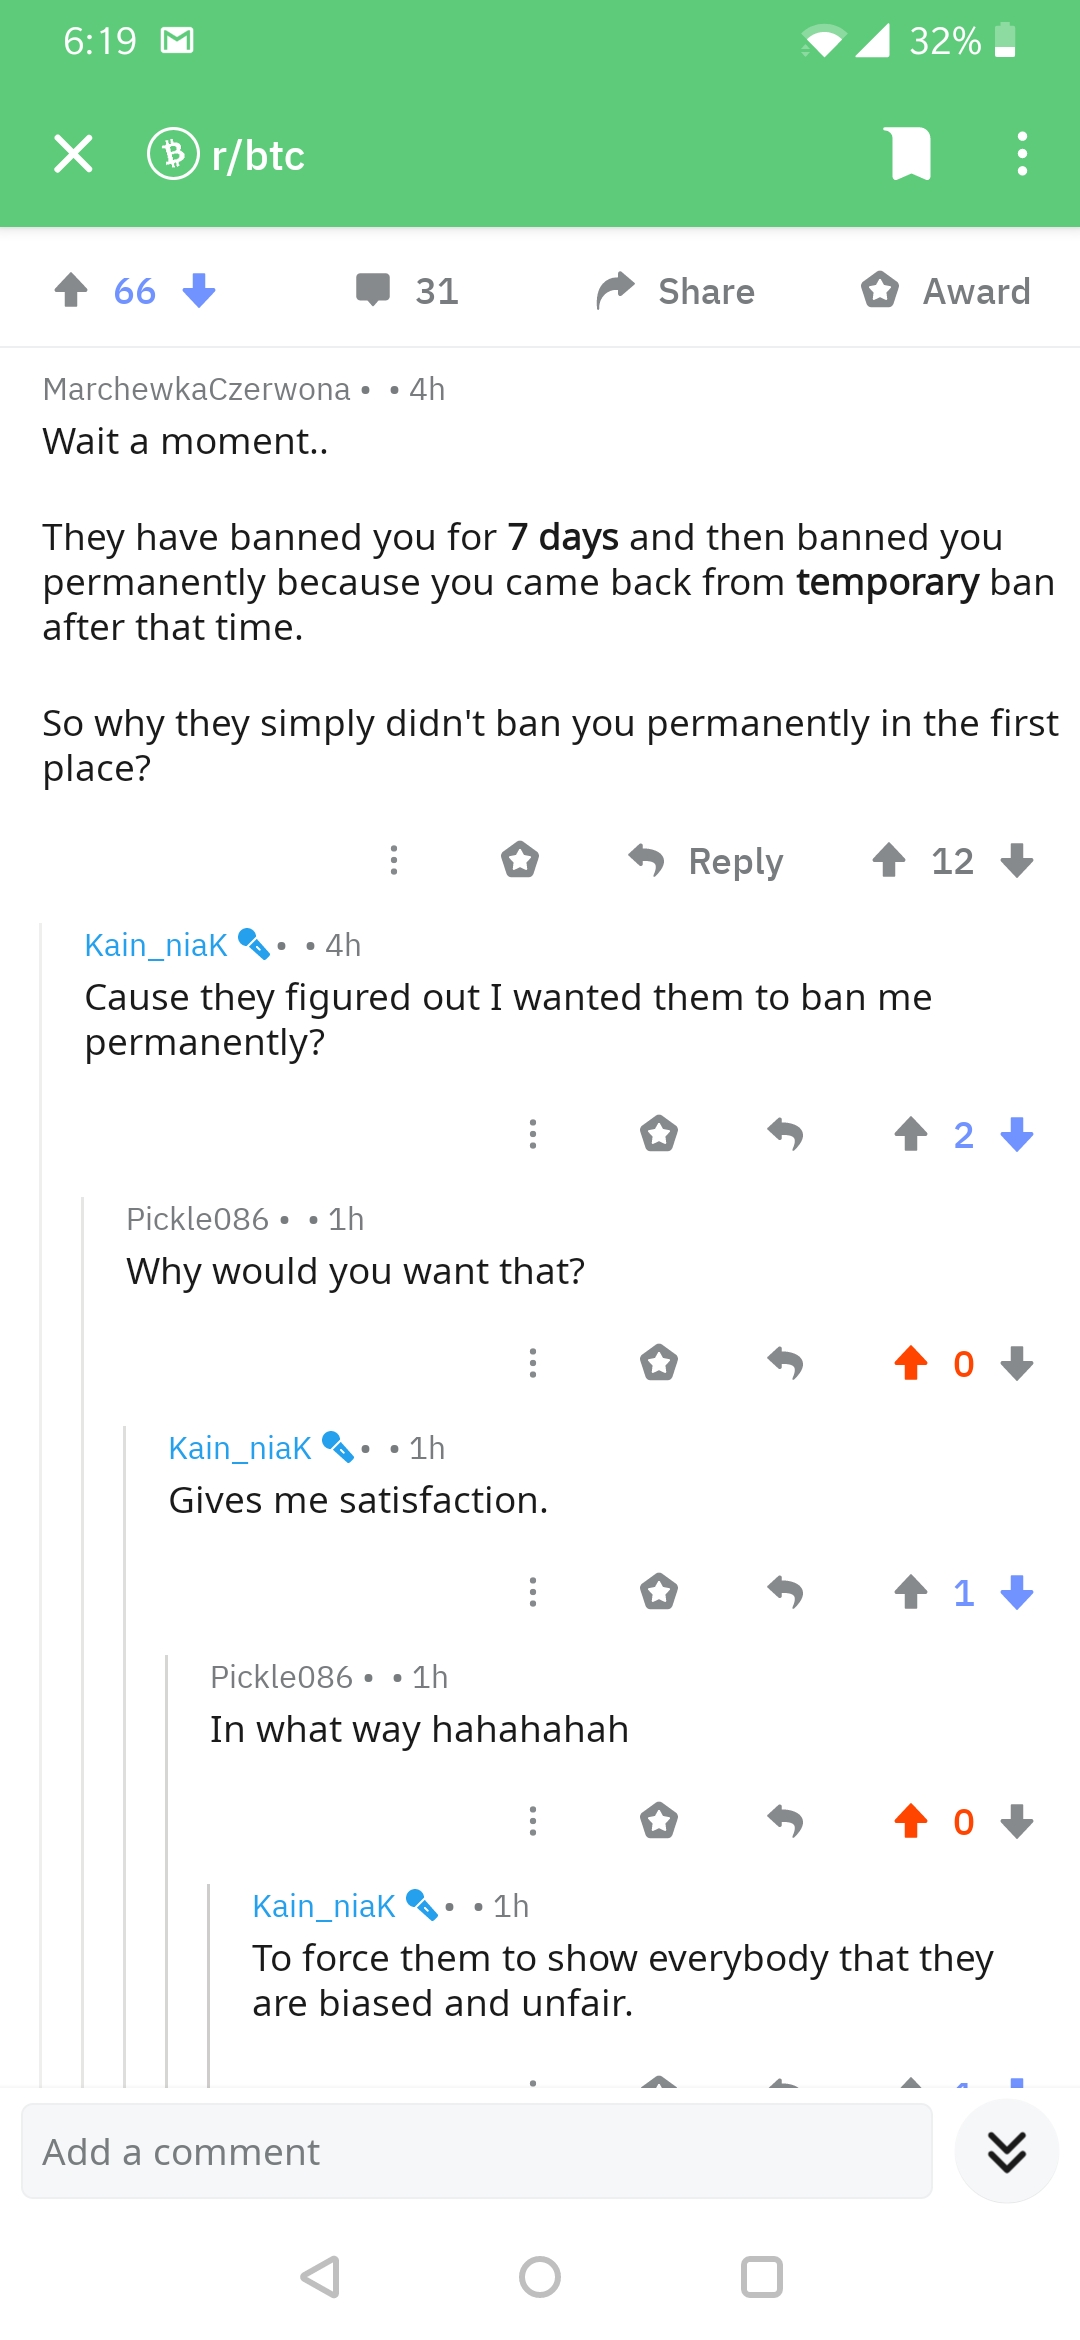 6:19 32%
r/btc
66 31 Share Award
MarchewkaCzerwona • • 4h
Wait a moment..
They have banned you for 7 days and then banned you
permanently because you came back from temporary ban
after that time.
So why they simply didn't ban you permanently in the first
place?
Reply 12
Kain_niaK • • 4h
Cause they figured out I wanted them to ban me
permanently?
2
Pickle086 • • 1h
Why would you want that?
0
Kain_niaK • • 1h
Gives me satisfaction.
1
Pickle086 • • 1h
In what way hahahahah
0
Kain_niaK • • 1h
To force them to show everybody that they
are biased and unfair.
Add a comment